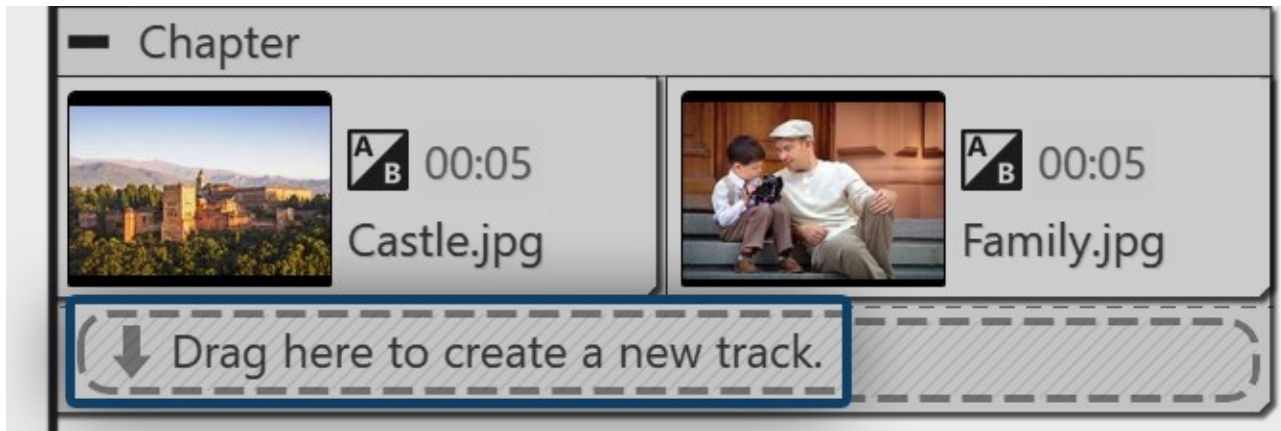 Chapter
A B 00:05
Castle.jpg
A B 00:05
Family.jpg
Drag here to create a new track.